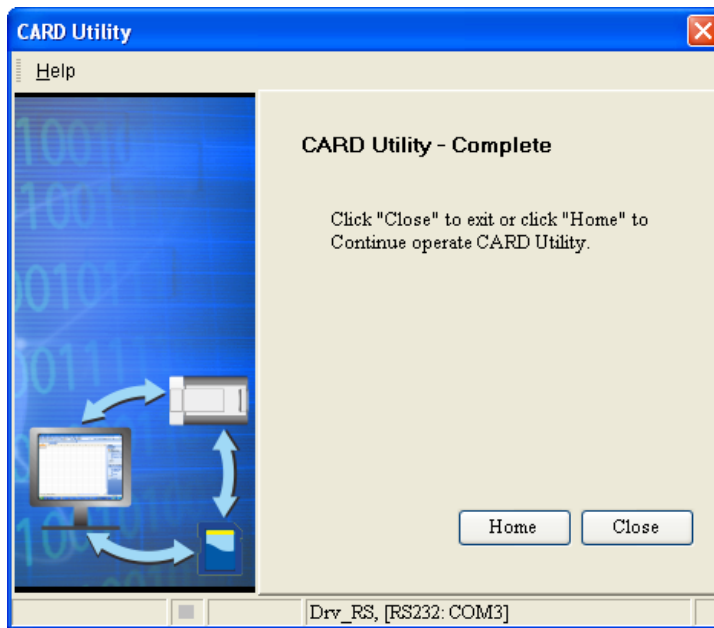 CARD Utility
Help
CARD Utility - Complete
Click "Close" to exit or click "Home" to
Continue operate CARD Utility.
Home
Close
Drv_RS, [RS232: COM3]